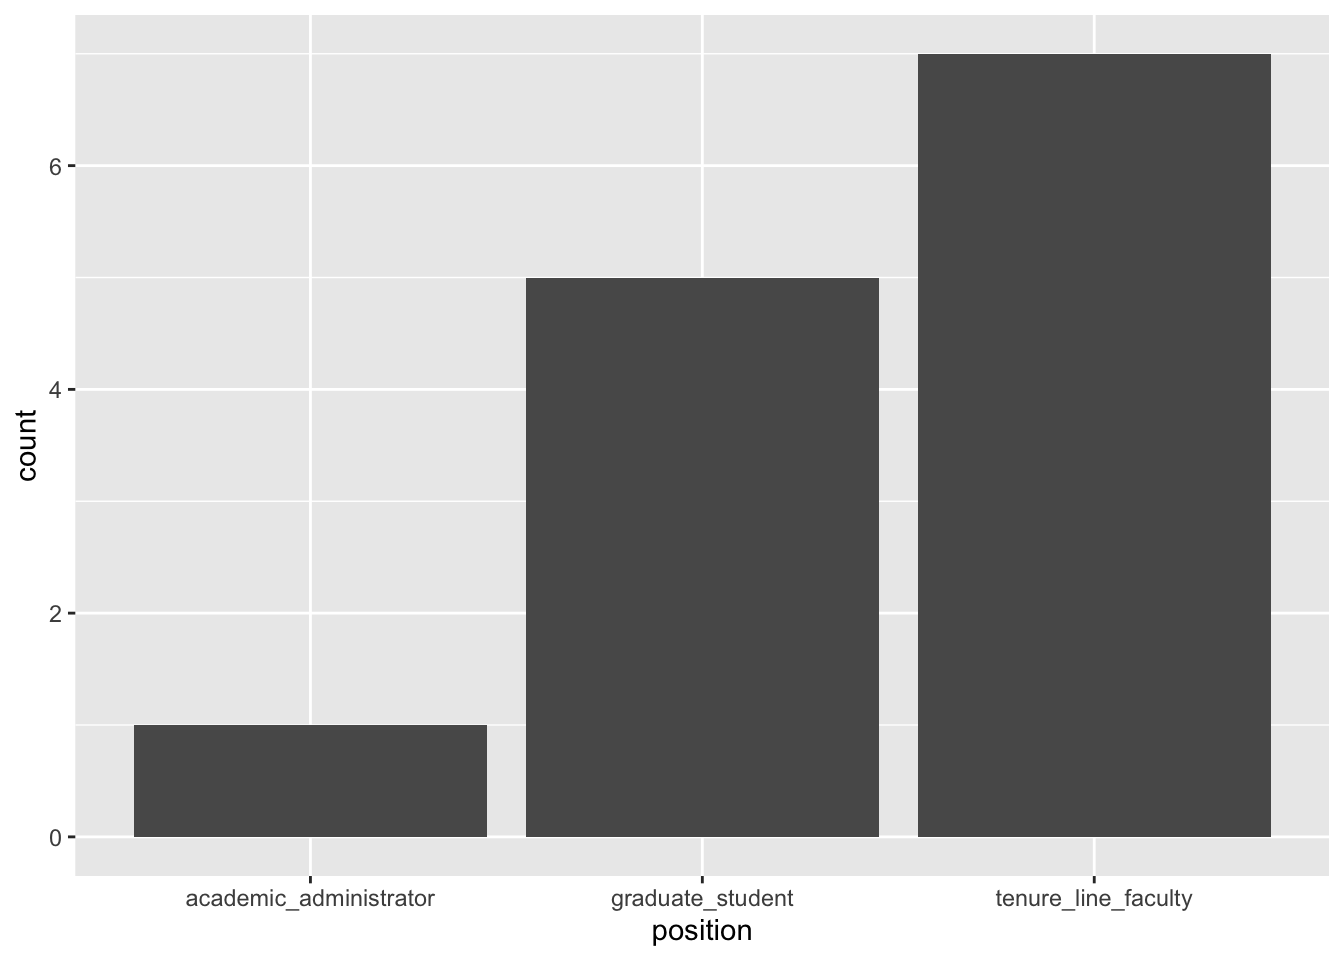 count
6
4
2
0
academic_administrator graduate_student tenure_line_faculty
position